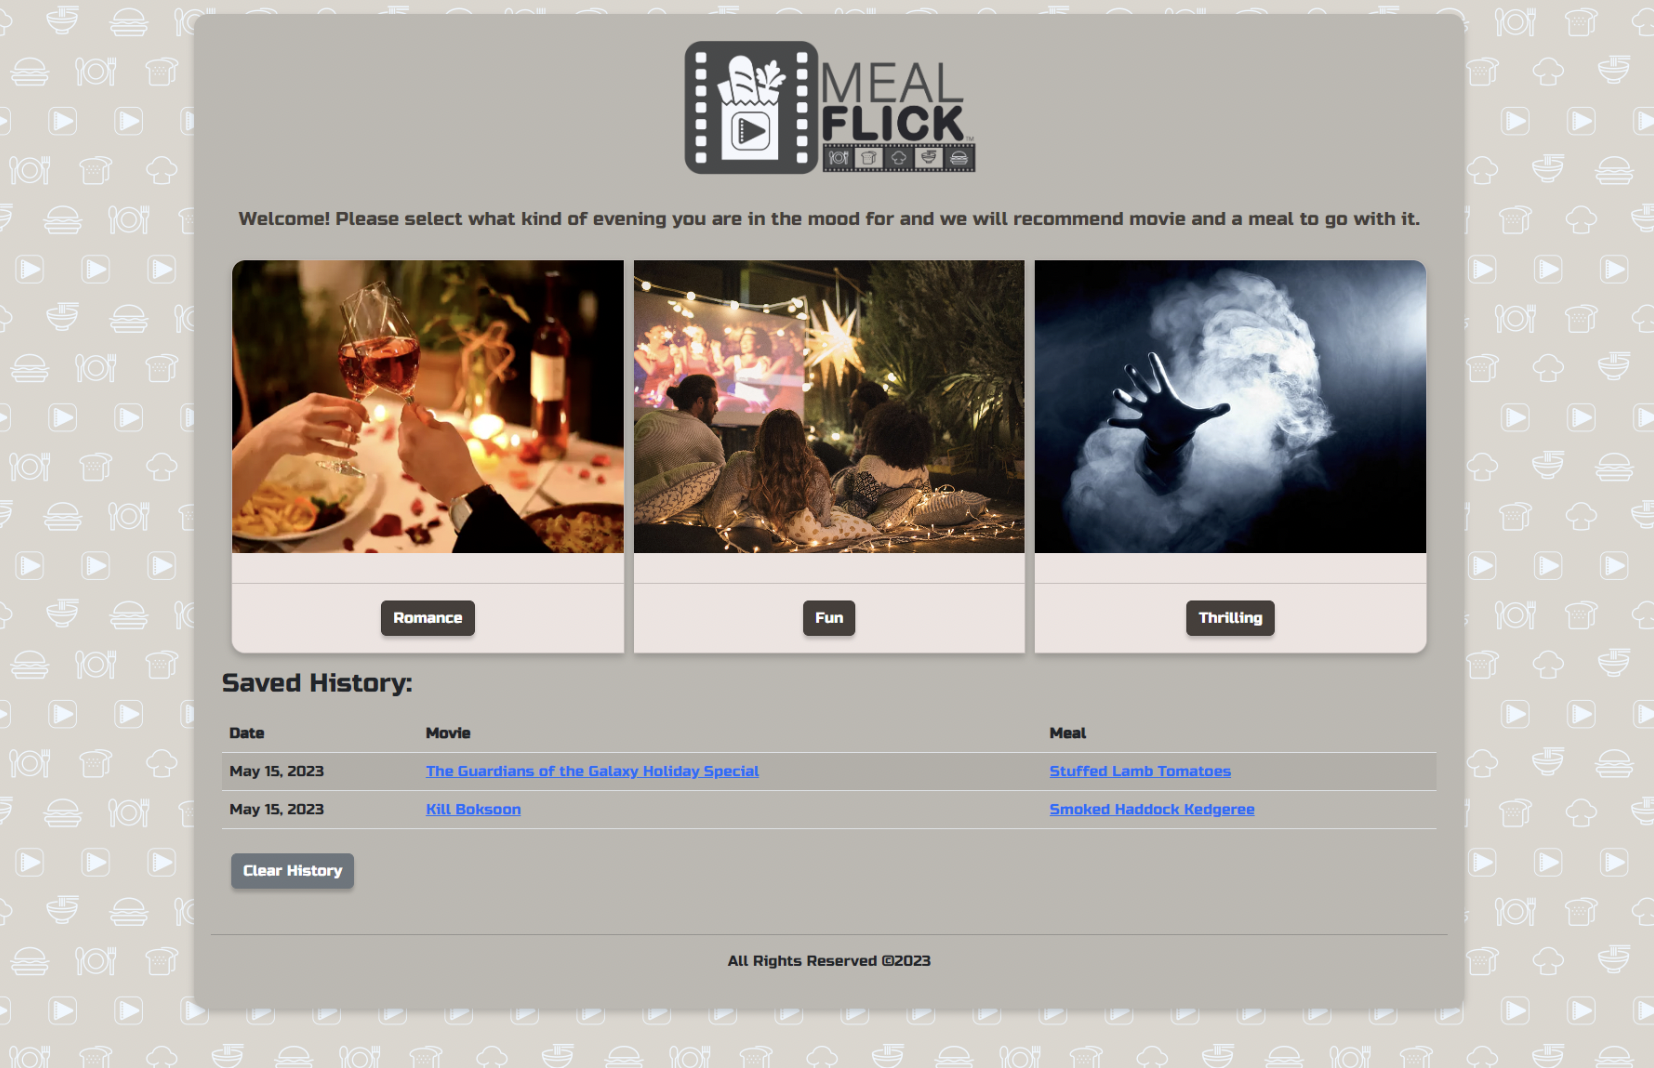 MEAL
FLICK™
Welcome! Please select what kind of evening you are in the mood for and we will recommend movie and a meal to go with it.
Romance
Fun
Thrilling
Saved History:
Date Movie Meal
May 15, 2023 The Guardians of the Galaxy Holiday Special Stuffed Lamb Tomatoes
May 15, 2023 Kill Boksoon Smoked Haddock Kedgeree
Clear History
All Rights Reserved ©2023